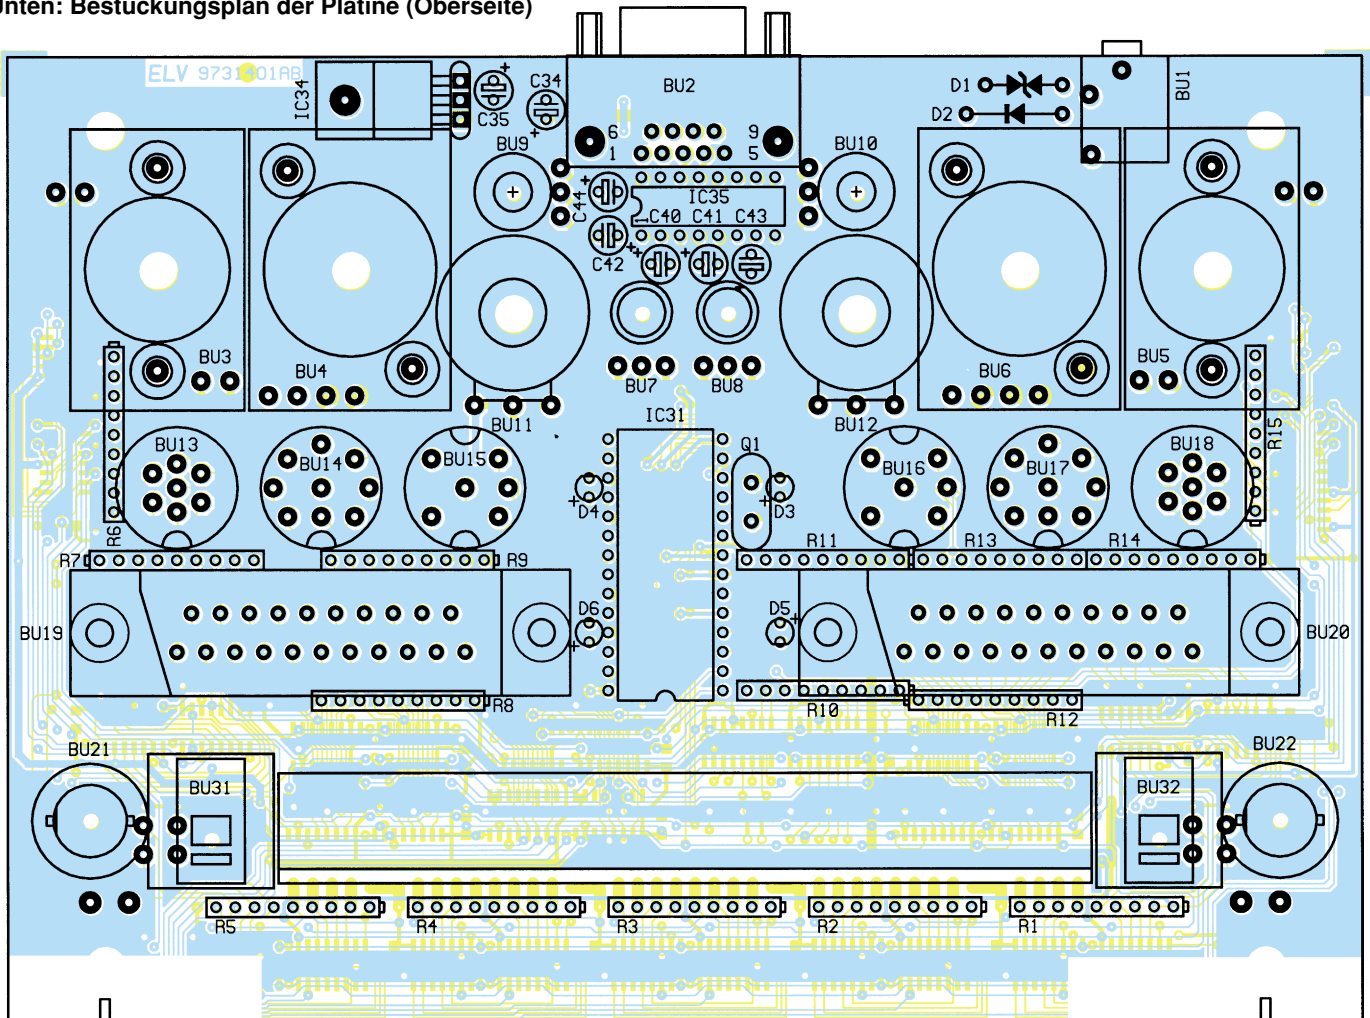 Unten: Bestückungsplan der Platine (Oberseite)
ELV 9731401AB
IC34
C35
C34
BU2
6
9
1
5
D1
D2
BU1
BU9
BU10
C44
IC35
1
C40 C41 C43
C42
BU3
BU4
BU7
BU8
BU6
BU5
BU11
IC31
BU12
R15
BU13
BU14
BU15
Q1
BU16
BU17
BU18
D4
D3
R6
R7
R9
R11
R13
R14
BU19
D6
D5
BU20
R8
R10
R12
BU21
BU22
BU31
BU32
R5
R4
R3
R2
R1